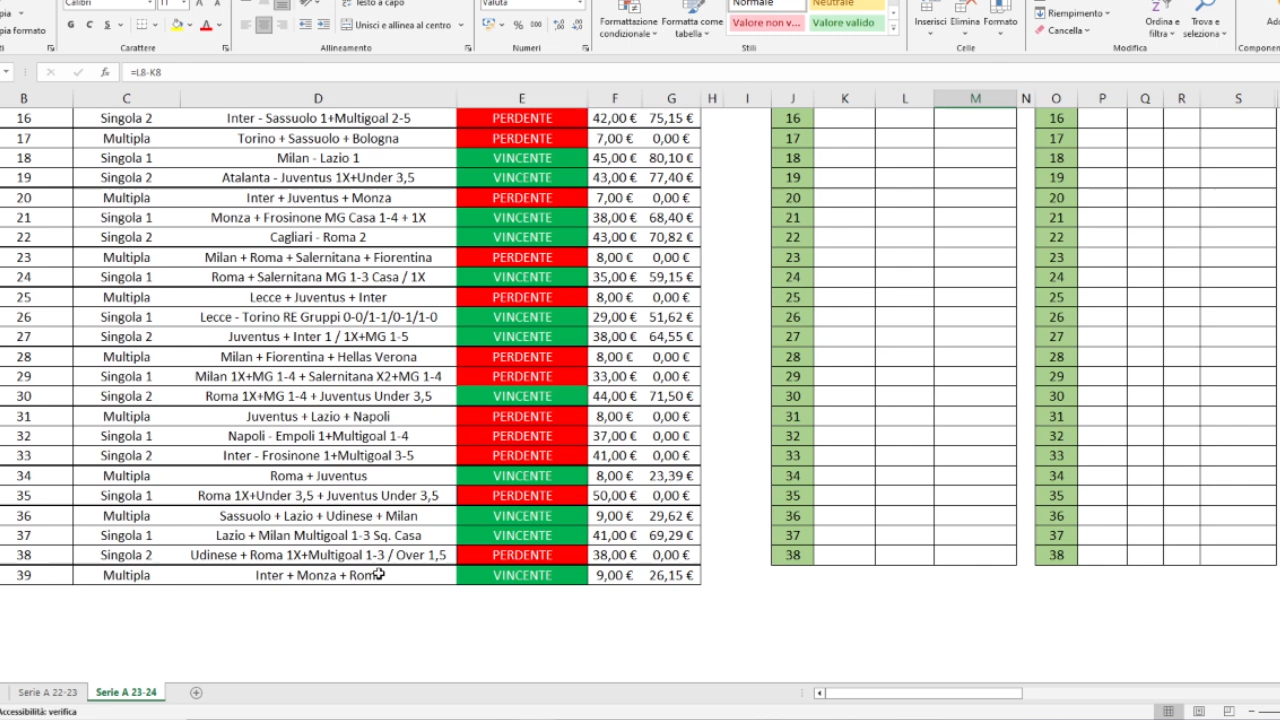 Calibri 11 Testo a capo Valuta Normale Neutrale
pia formato G C S Unisci e allinea al centro % 000 Formattazione condizionale Formatta come tabella Valore non v... Valore valido Inserisci Elimina Formato Riempimento Cancella Ordina e filtra Trova e seleziona
Carattere Allineamento Numeri Stili Celle Modifica Componen
fx =L8-K8
B C D E F G H I J K L M N O P Q R S
16 Singola 2 Inter - Sassuolo 1+Multigoal 2-5 PERDENTE 42,00 € 75,15 € 16 16
17 Multipla Torino + Sassuolo + Bologna PERDENTE 7,00 € 0,00 € 17 17
18 Singola 1 Milan - Lazio 1 VINCENTE 45,00 € 80,10 € 18 18
19 Singola 2 Atalanta - Juventus 1X+Under 3,5 VINCENTE 43,00 € 77,40 € 19 19
20 Multipla Inter + Juventus + Monza PERDENTE 7,00 € 0,00 € 20 20
21 Singola 1 Monza + Frosinone MG Casa 1-4 + 1X VINCENTE 38,00 € 68,40 € 21 21
22 Singola 2 Cagliari - Roma 2 VINCENTE 43,00 € 70,82 € 22 22
23 Multipla Milan + Roma + Salernitana + Fiorentina PERDENTE 8,00 € 0,00 € 23 23
24 Singola 1 Roma + Salernitana MG 1-3 Casa / 1X VINCENTE 35,00 € 59,15 € 24 24
25 Multipla Lecce + Juventus + Inter PERDENTE 8,00 € 0,00 € 25 25
26 Singola 1 Lecce - Torino RE Gruppi 0-0/1-1/0-1/1-0 VINCENTE 29,00 € 51,62 € 26 26
27 Singola 2 Juventus + Inter 1 / 1X+MG 1-5 VINCENTE 38,00 € 64,55 € 27 27
28 Multipla Milan + Fiorentina + Hellas Verona PERDENTE 8,00 € 0,00 € 28 28
29 Singola 1 Milan 1X+MG 1-4 + Salernitana X2+MG 1-4 PERDENTE 33,00 € 0,00 € 29 29
30 Singola 2 Roma 1X+MG 1-4 + Juventus Under 3,5 VINCENTE 44,00 € 71,50 € 30 30
31 Multipla Juventus + Lazio + Napoli PERDENTE 8,00 € 0,00 € 31 31
32 Singola 1 Napoli - Empoli 1+Multigoal 1-4 PERDENTE 37,00 € 0,00 € 32 32
33 Singola 2 Inter - Frosinone 1+Multigoal 3-5 PERDENTE 41,00 € 0,00 € 33 33
34 Multipla Roma + Juventus VINCENTE 8,00 € 23,39 € 34 34
35 Singola 1 Roma 1X+Under 3,5 + Juventus Under 3,5 PERDENTE 50,00 € 0,00 € 35 35
36 Multipla Sassuolo + Lazio + Udinese + Milan VINCENTE 9,00 € 29,62 € 36 36
37 Singola 1 Lazio + Milan Multigoal 1-3 Sq. Casa VINCENTE 41,00 € 69,29 € 37 37
38 Singola 2 Udinese + Roma 1X+Multigoal 1-3 / Over 1,5 PERDENTE 38,00 € 0,00 € 38 38
39 Multipla Inter + Monza + Roma VINCENTE 9,00 € 26,15 €
Serie A 22-23 Serie A 23-24
Accessibilità: verifica